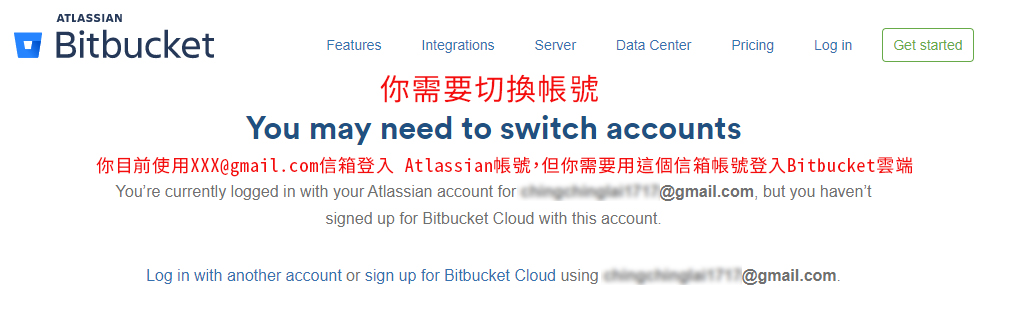 ATLASSIAN
Bitbucket
Features Integrations Server Data Center Pricing Log in Get started
你需要切換帳號
You may need to switch accounts
你目前使用XXX@gmail.com信箱登入 Atlassian帳號,但你需要用這個信箱帳號登入Bitbucket雲端
You’re currently logged in with your Atlassian account for @gmail.com, but you haven’t
signed up for Bitbucket Cloud with this account.
Log in with another account or sign up for Bitbucket Cloud using @gmail.com.